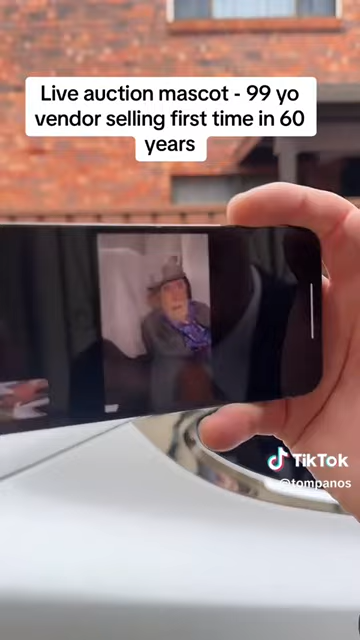 Live auction mascot - 99 yo
vendor selling first time in 60
years
TikTok
@tompanos